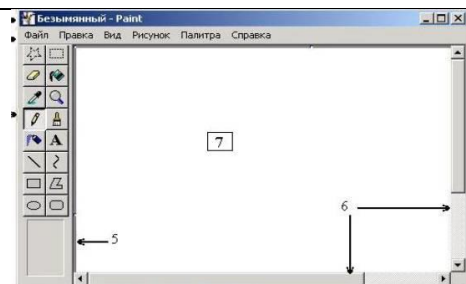 Безымянный - Paint
Файл Правка Вид Рисунок Палитра Справка
A
7
6
5